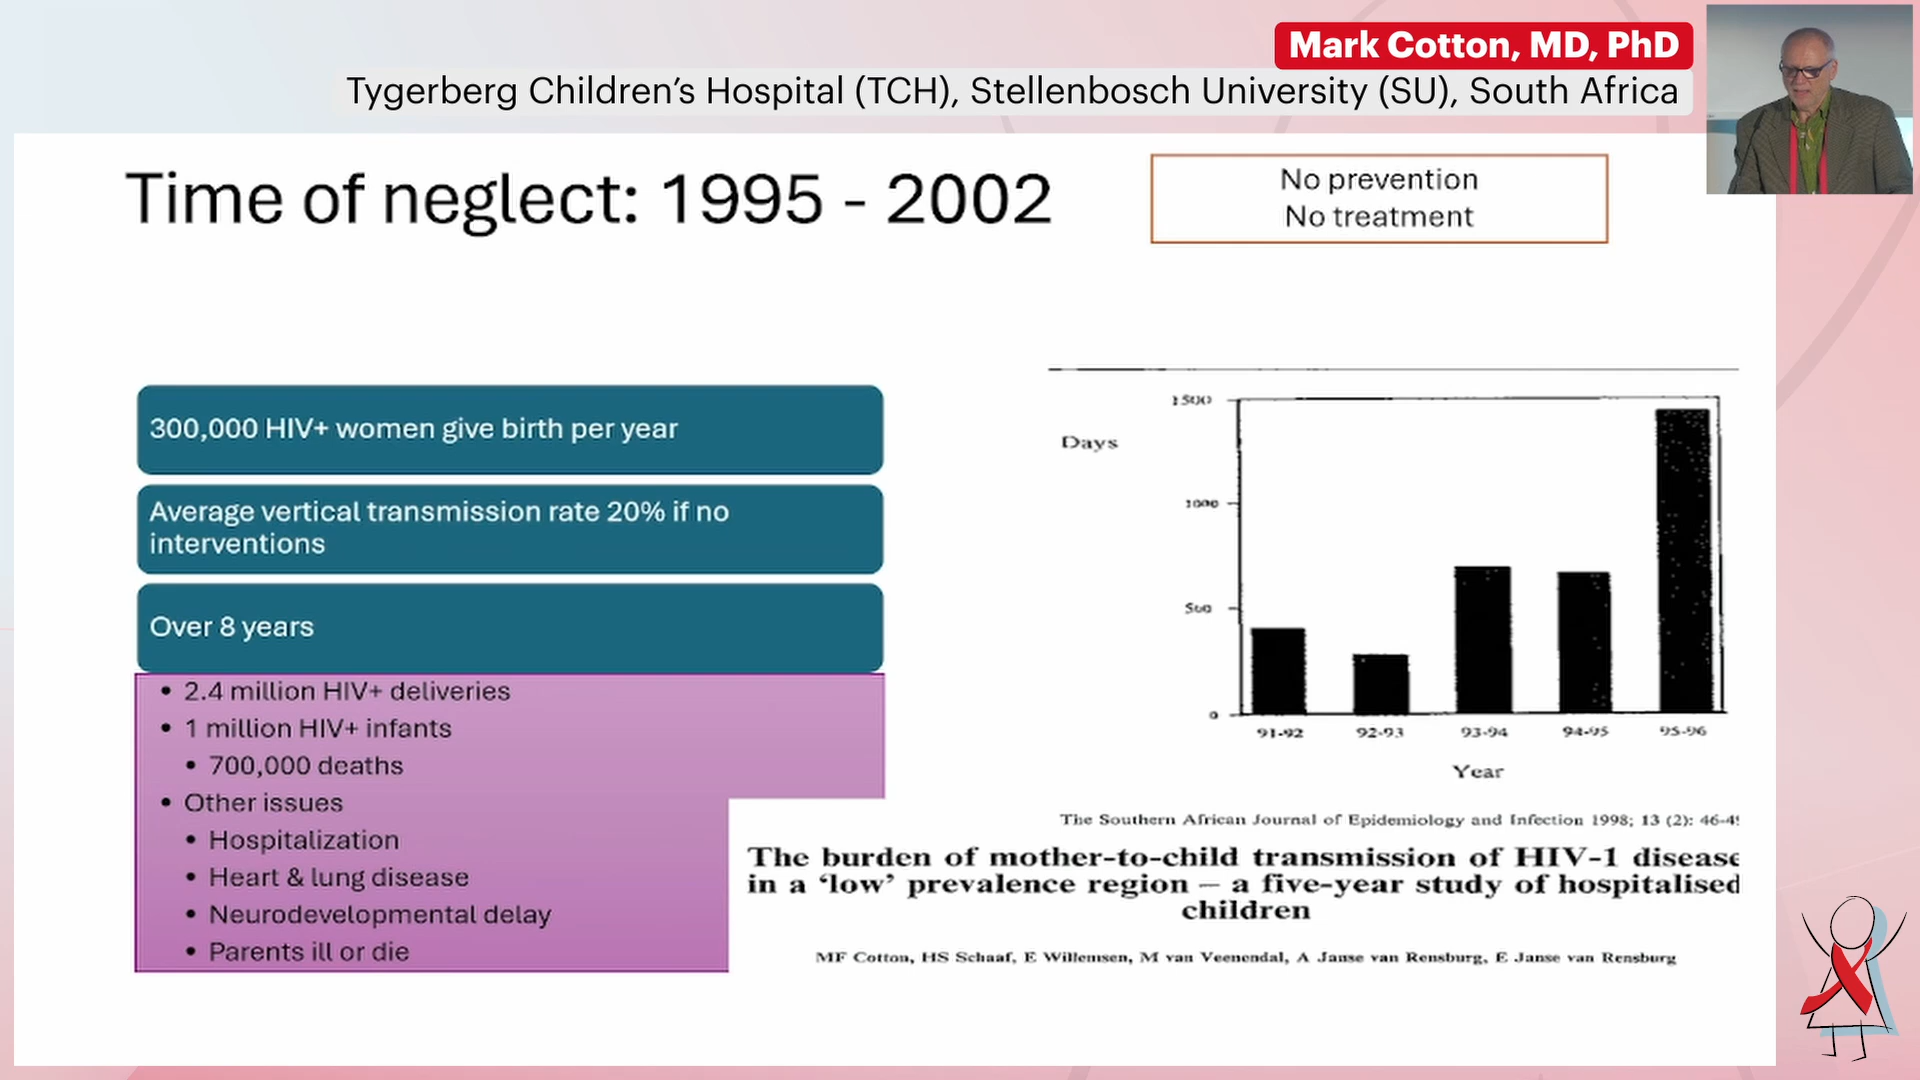 Mark Cotton, MD, PhD
Tygerberg Children's Hospital (TCH), Stellenbosch University (SU), South Africa
Time of neglect: 1995 - 2002
No prevention
No treatment
300,000 HIV+ women give birth per year
Average vertical transmission rate 20% if no
interventions
Over 8 years
• 2.4 million HIV+ deliveries
• 1 million HIV+ infants
• 700,000 deaths
• Other issues
• Hospitalization
• Heart & lung disease
• Neurodevelopmental delay
• Parents ill or die
Days
1500
1000
500
0
91-92 92-93 93-94 94-95 95-96
Year
The Southern African Journal of Epidemiology and Infection 1998; 13 (2): 46-4
The burden of mother-to-child transmission of HIV-1 disease
in a ‘low’ prevalence region – a five-year study of hospitalised
children
MF Cotton, HS Schaaf, E Willemsen, M van Veenendal, A Janse van Rensburg, E Janse van Rensburg